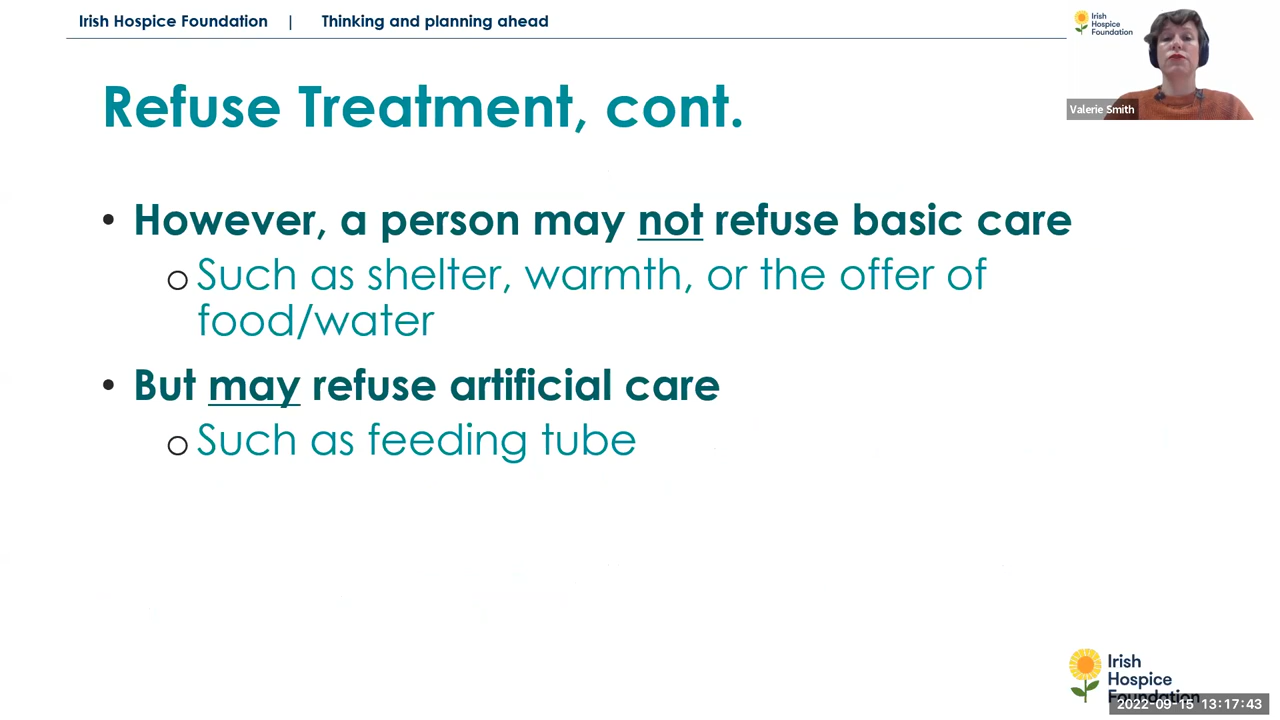 Irish Hospice Foundation | Thinking and planning ahead
Irish
Hospice
Foundation
Valerie Smith
Refuse Treatment, cont.
• However, a person may not refuse basic care
o Such as shelter, warmth, or the offer of
food/water
• But may refuse artificial care
o Such as feeding tube
Irish
Hospice
Foundation
2022-09-15 13:17:43